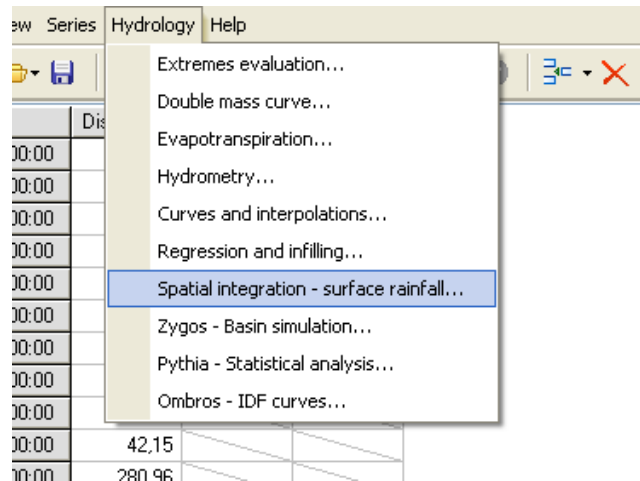 ew Series Hydrology Help
Extremes evaluation...
Dis
Double mass curve...
00:00
Evapotranspiration...
00:00
Hydrometry...
00:00
Curves and interpolations...
00:00
Regression and infilling...
00:00
Spatial integration - surface rainfall...
00:00
Zygos - Basin simulation...
00:00
Pythia - Statistical analysis...
00:00
Ombros - IDF curves...
00:00
00:00 42,15
00:00 280,96